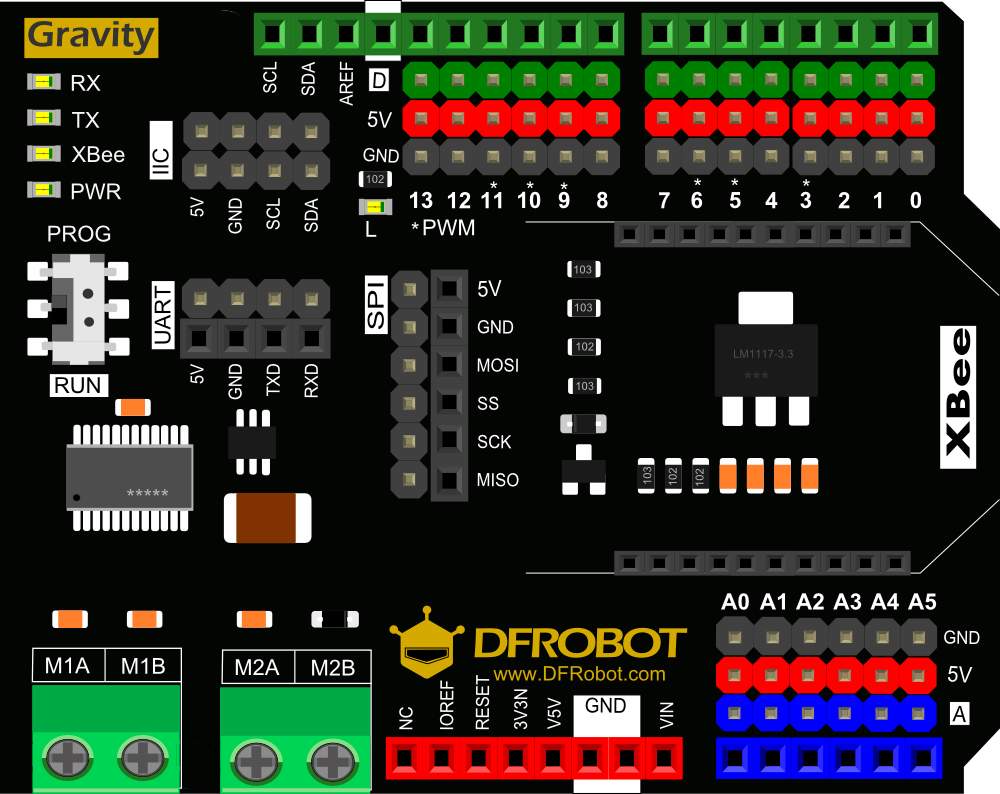 Gravity
RX
TX
XBee
PWR
PROG
RUN
SCL
SDA
AREF
D
5V
GND
102
L
13 12 *11 *10 *9 8
7 *6 *5 4 *3 2 1 0
*PWM
IIC
5V
GND
SCL
SDA
UART
5V
GND
TXD
RXD
SPI
5V
GND
MOSI
SS
SCK
MISO
103
103
102
103
103
102
102
LM1117-3.3
***
XBee
*****
M1A M1B
M2A M2B
DFROBOT
www.DFRobot.com
NC
IOREF
RESET
3V3N
V5V
GND
VIN
A0 A1 A2 A3 A4 A5
GND
5V
A